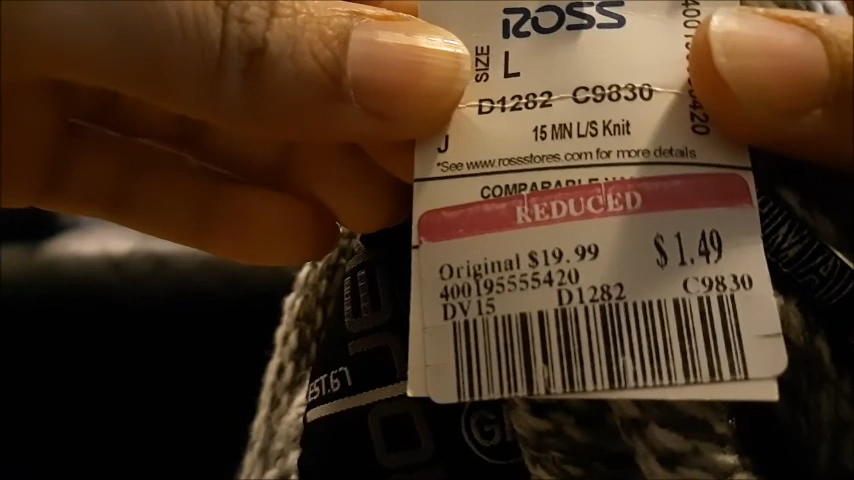 ROSS
SIZE L
D1282 C9830
J 15 MN L/S Knit
*See www.rossstores.com for more details
COMPARABLE
REDUCED
Original $19.99 $1.49
400195555420
DV15 D1282 C9830
EST.67